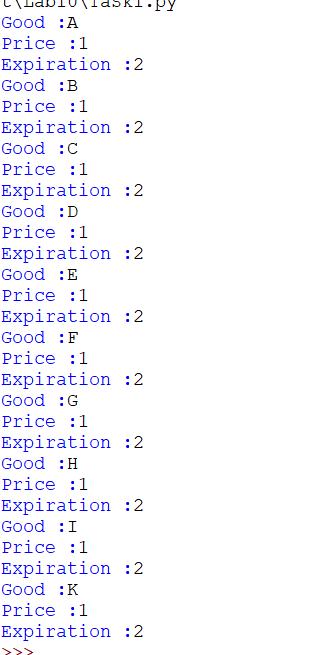 t\Lab10\Task1.py
Good :A
Price :1
Expiration :2
Good :B
Price :1
Expiration :2
Good :C
Price :1
Expiration :2
Good :D
Price :1
Expiration :2
Good :E
Price :1
Expiration :2
Good :F
Price :1
Expiration :2
Good :G
Price :1
Expiration :2
Good :H
Price :1
Expiration :2
Good :I
Price :1
Expiration :2
Good :K
Price :1
Expiration :2
>>>